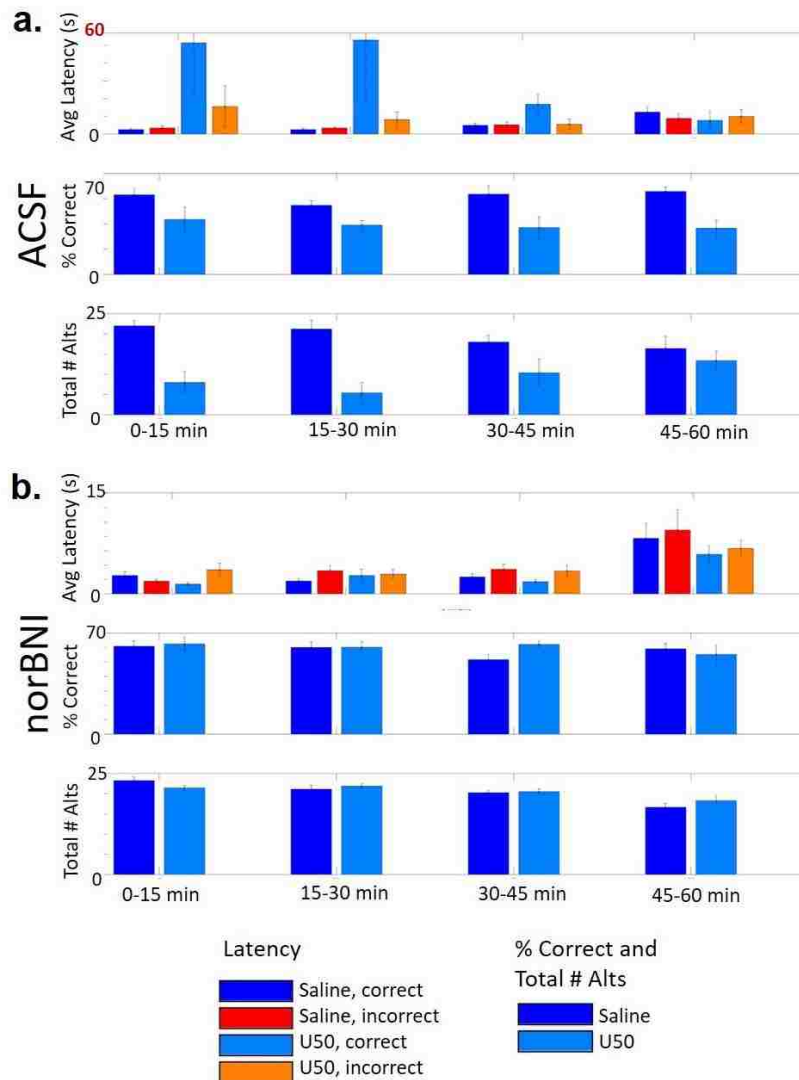 a.
ACSF
Avg Latency (s)
60
0
% Correct
70
0
Total # Alts
25
0
0-15 min 15-30 min 30-45 min 45-60 min
b.
norBNI
Avg Latency (s)
15
0
% Correct
70
0
Total # Alts
25
0
0-15 min 15-30 min 30-45 min 45-60 min
Latency
Saline, correct
Saline, incorrect
U50, correct
U50, incorrect
% Correct and
Total # Alts
Saline
U50